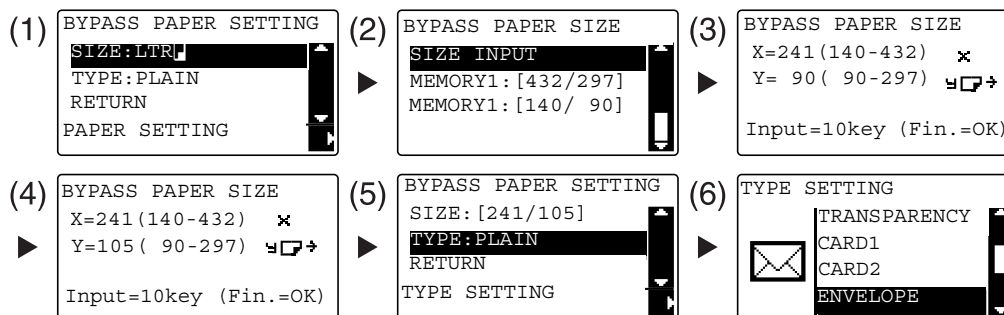 (1)
BYPASS PAPER SETTING
SIZE:LTR
TYPE:PLAIN
RETURN
PAPER SETTING
(2)
BYPASS PAPER SIZE
SIZE INPUT
MEMORY1:[432/297]
MEMORY1:[140/ 90]
(3)
BYPASS PAPER SIZE
X=241(140-432) X
Y= 90( 90-297) Y
Input=10key (Fin.=OK)
(4)
BYPASS PAPER SIZE
X=241(140-432) X
Y=105( 90-297) Y
Input=10key (Fin.=OK)
(5)
BYPASS PAPER SETTING
SIZE:[241/105]
TYPE:PLAIN
RETURN
TYPE SETTING
(6)
TYPE SETTING
TRANSPARENCY
CARD1
CARD2
ENVELOPE